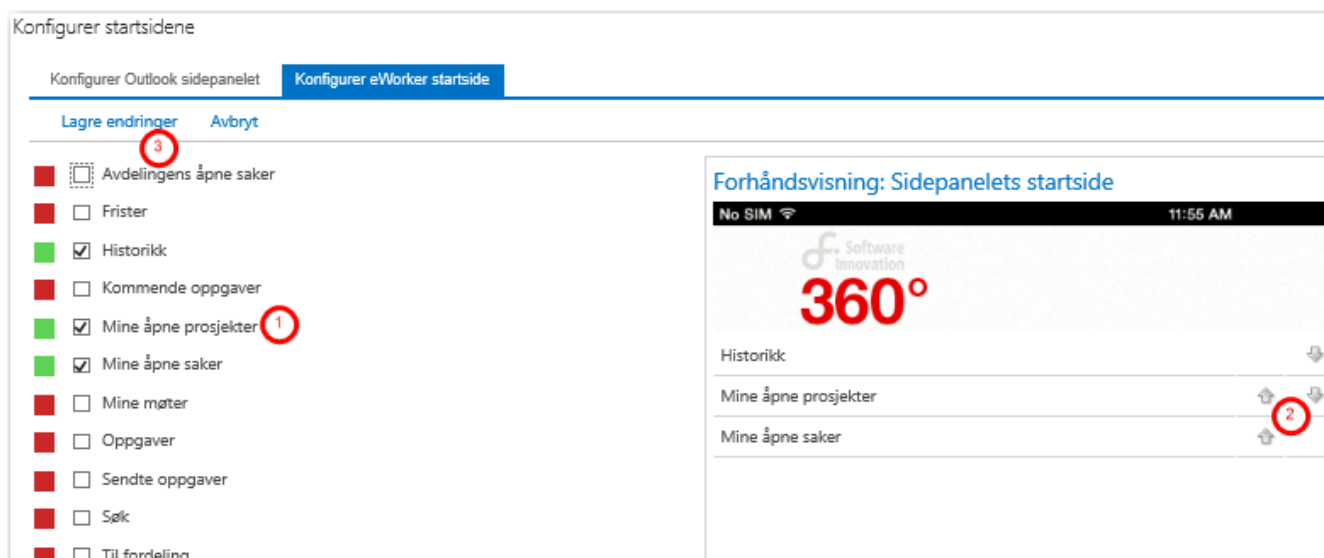 Konfigurer startsidene
Konfigurer Outlook sidepanelet
Konfigurer eWorker startside
Lagre endringer
Avbryt
3
Avdelingens åpne saker
Frister
Historikk
Kommende oppgaver
Mine åpne prosjekter
1
Mine åpne saker
Mine møter
Oppgaver
Sendte oppgaver
Søk
Til fordeling
Forhåndsvisning: Sidepanelets startside
No SIM
11:55 AM
Software
Innovation
360°
Historikk
Mine åpne prosjekter
2
Mine åpne saker